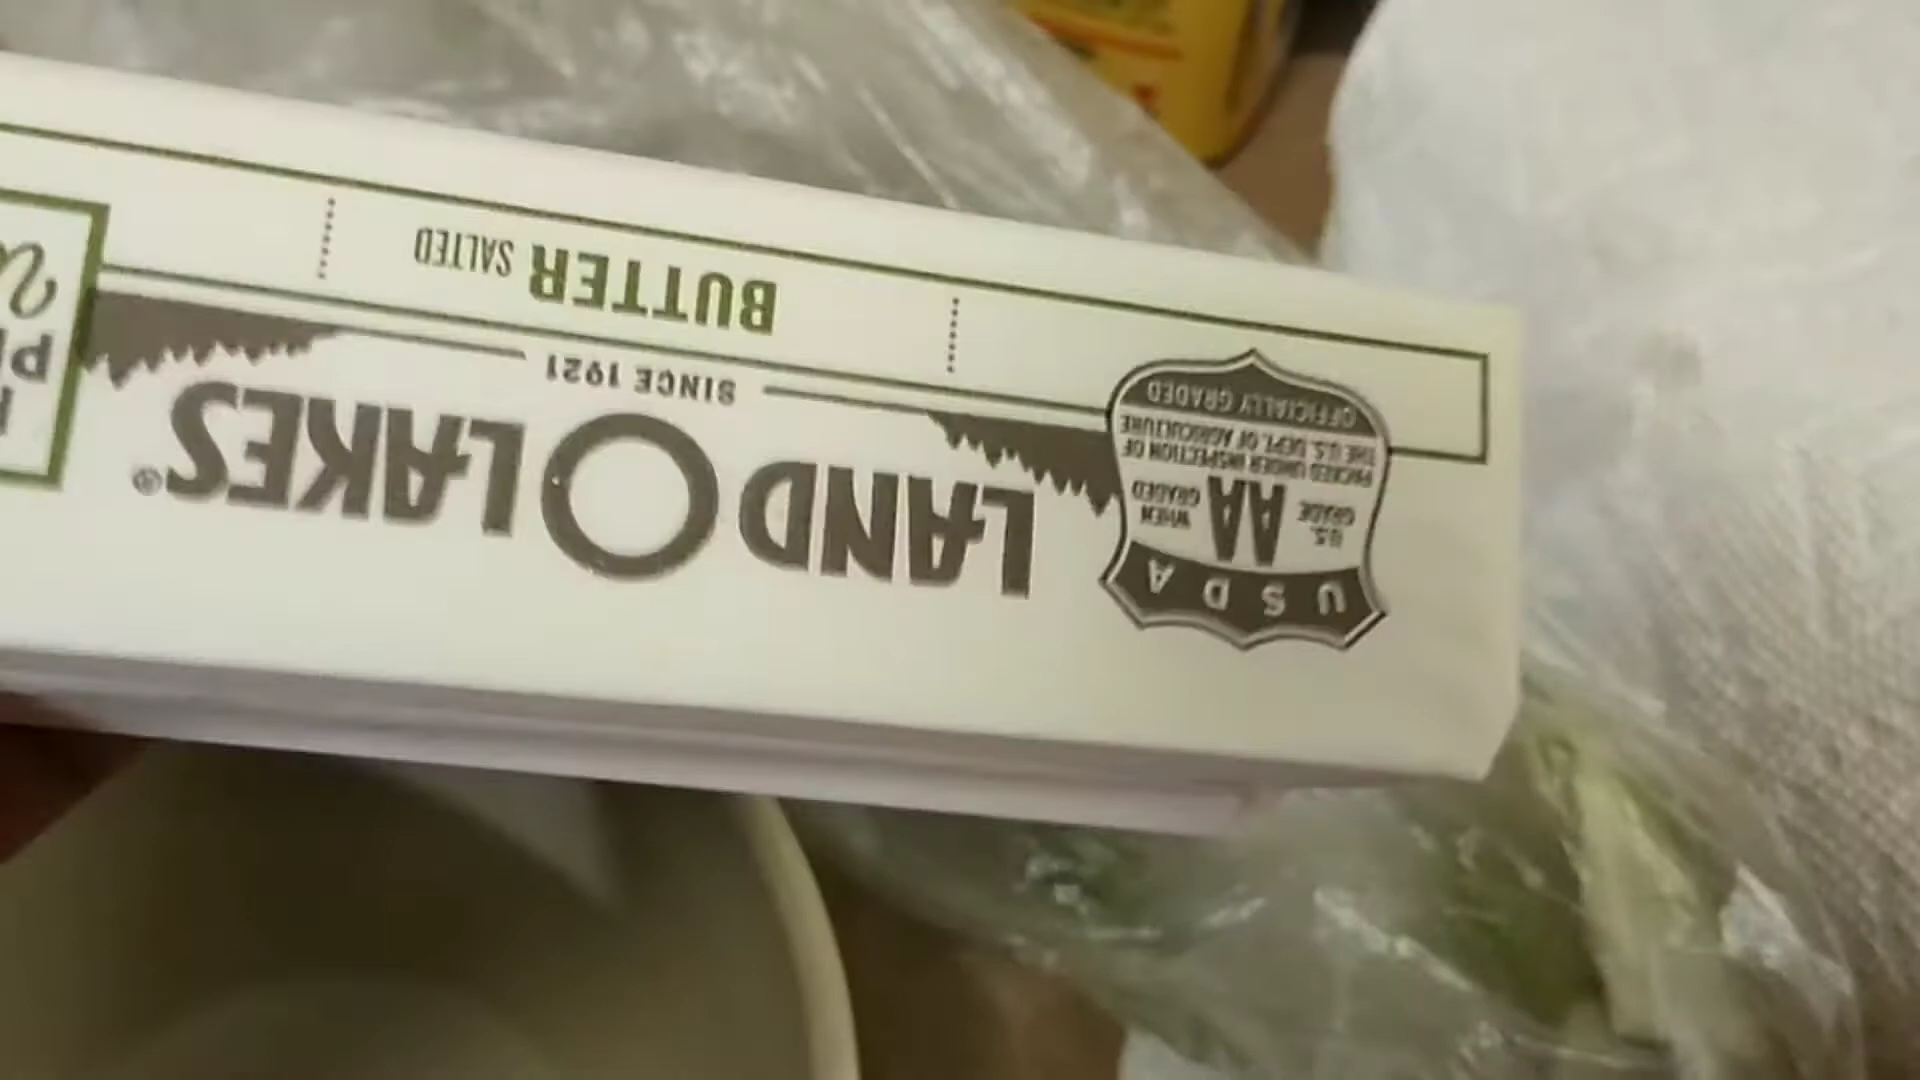 LAND O LAKES®
SINCE 1921
BUTTER SALTED
USDA
U.S. GRADE AA WHEN GRADED
PACKED UNDER INSPECTION OF
THE U.S. DEPT. OF AGRICULTURE
OFFICIALLY GRADED